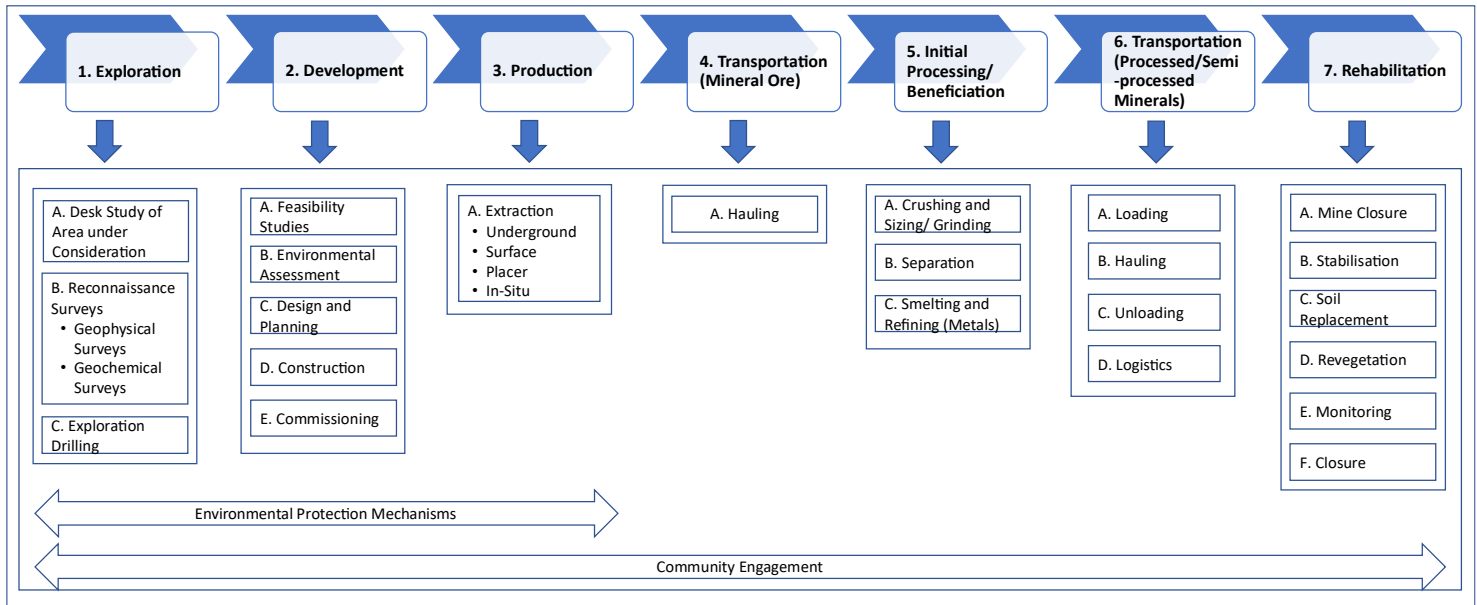 1. Exploration
2. Development
3. Production
4. Transportation
(Mineral Ore)
5. Initial
Processing/
Beneficiation
6. Transportation
(Processed/Semi
-processed
Minerals)
7. Rehabilitation
A. Desk Study of
Area under
Consideration
B. Reconnaissance
Surveys
• Geophysical
Surveys
• Geochemical
Surveys
C. Exploration
Drilling
A. Feasibility
Studies
B. Environmental
Assessment
C. Design and
Planning
D. Construction
E. Commissioning
A. Extraction
• Underground
• Surface
• Placer
• In-Situ
A. Hauling
A. Crushing and
Sizing/ Grinding
B. Separation
C. Smelting and
Refining (Metals)
A. Loading
B. Hauling
C. Unloading
D. Logistics
A. Mine Closure
B. Stabilisation
C. Soil
Replacement
D. Revegetation
E. Monitoring
F. Closure
Environmental Protection Mechanisms
Community Engagement